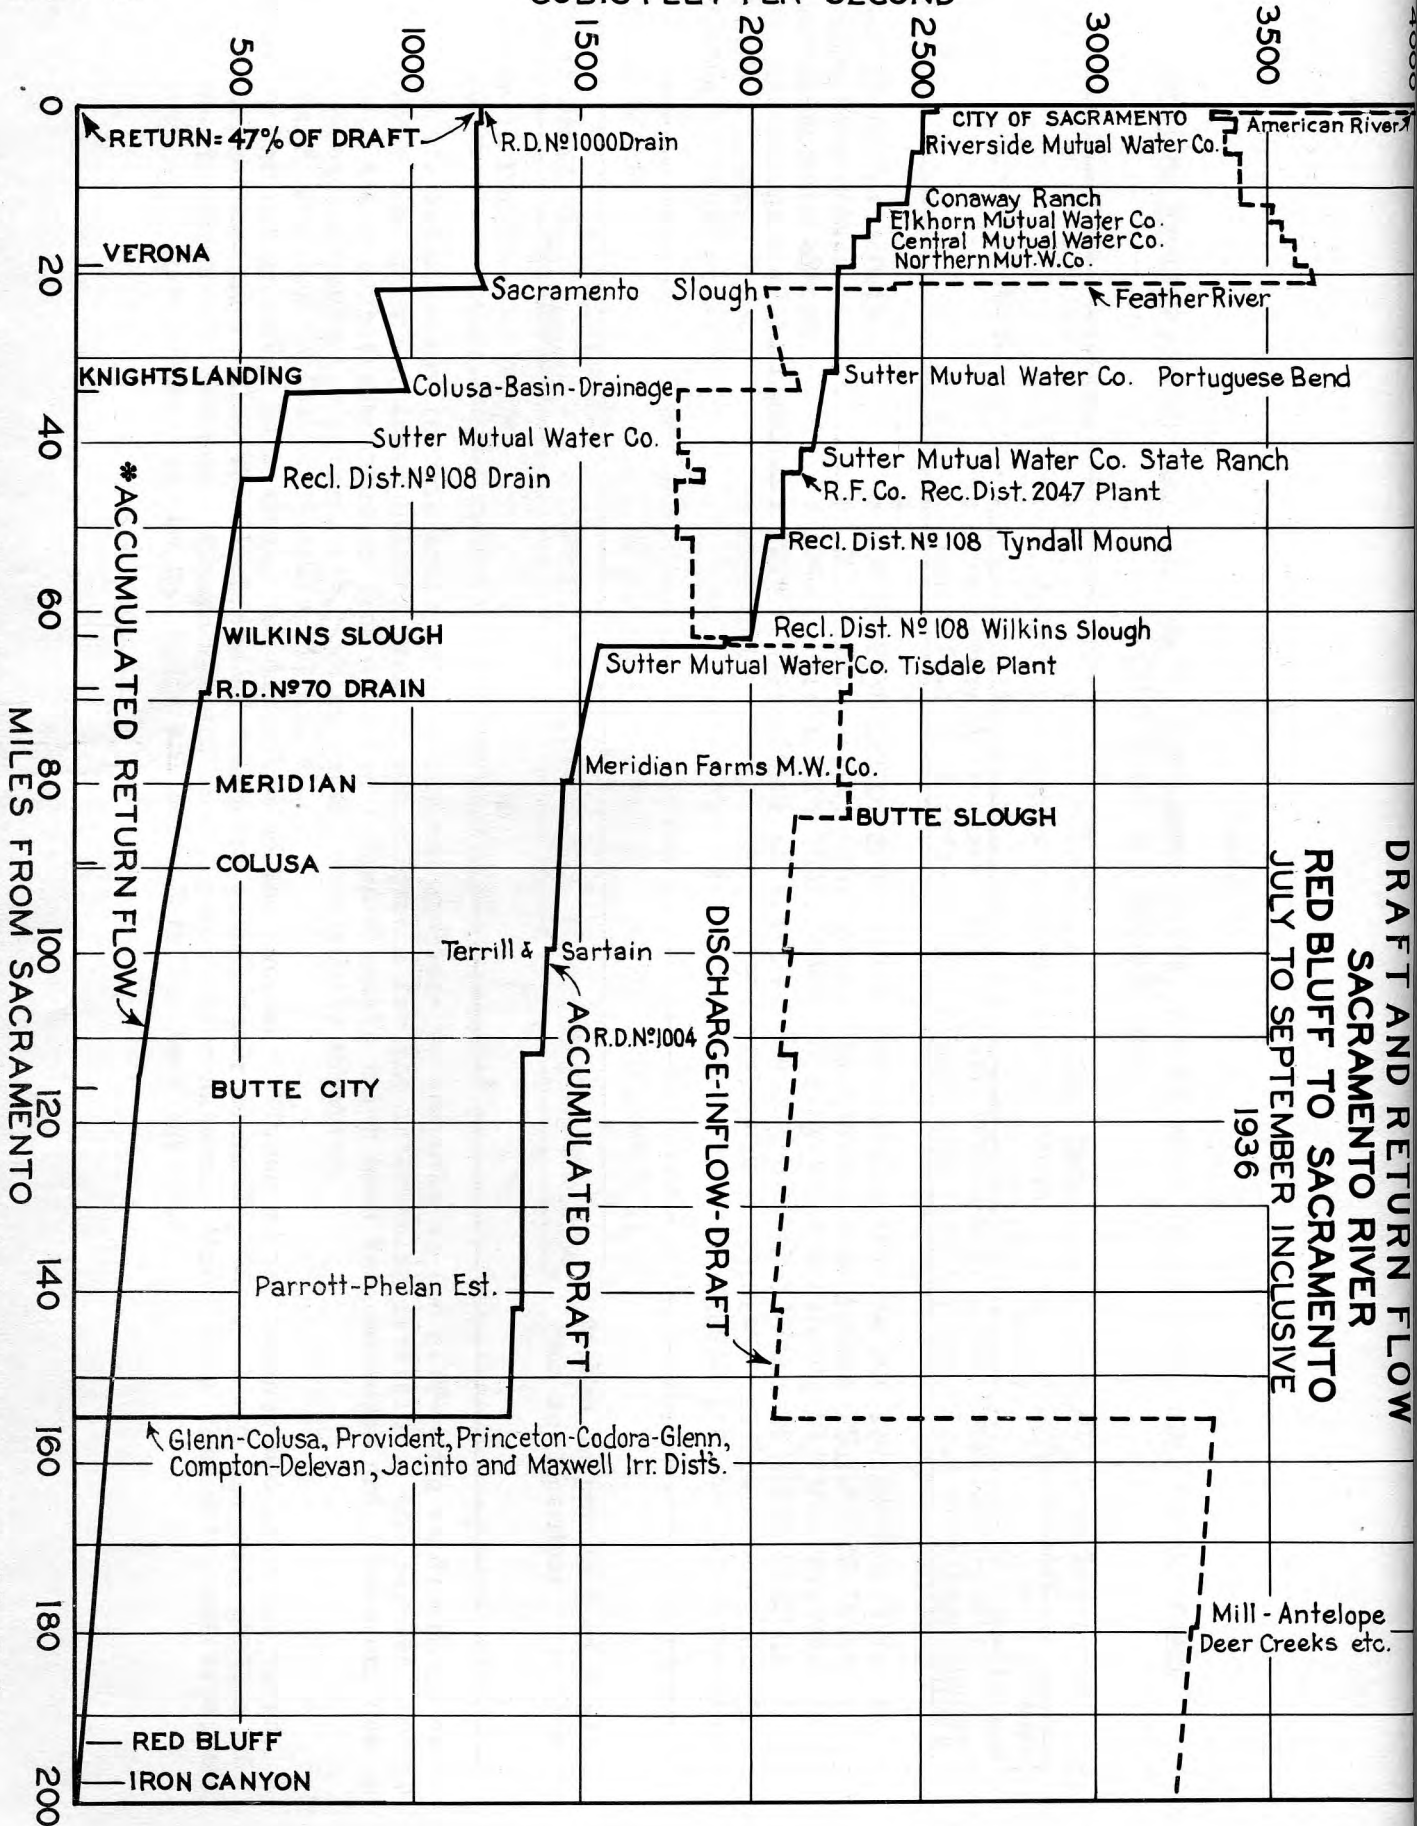 CUBIC FEET PER SECOND
500
1000
1500
2000
2500
3000
3500
4000
0
20
40
60
80
100
120
140
160
180
200
MILES FROM SACRAMENTO
DRAFT AND RETURN FLOW
SACRAMENTO RIVER
RED BLUFF TO SACRAMENTO
JULY TO SEPTEMBER INCLUSIVE
1936
RETURN=47% OF DRAFT
R.D.Nº1000 Drain
CITY OF SACRAMENTO
American River
Riverside Mutual Water Co.
Conaway Ranch
Elkhorn Mutual Water Co.
Central Mutual Water Co.
Northern Mut.W.Co.
VERONA
Sacramento Slough
Feather River
KNIGHTS LANDING
Colusa-Basin-Drainage
Sutter Mutual Water Co. Portuguese Bend
Sutter Mutual Water Co.
Sutter Mutual Water Co. State Ranch
Recl. Dist. Nº108 Drain
R.F. Co. Rec. Dist. 2047 Plant
Recl. Dist. Nº 108 Tyndall Mound
*ACCUMULATED RETURN FLOW
WILKINS SLOUGH
Recl. Dist. Nº 108 Wilkins Slough
Sutter Mutual Water Co. Tisdale Plant
R.D.Nº70 DRAIN
Meridian Farms M.W. Co.
MERIDIAN
BUTTE SLOUGH
COLUSA
Terrill & Sartain
DISCHARGE-INFLOW-DRAFT
ACCUMULATED DRAFT
R.D.Nº1004
BUTTE CITY
Parrott-Phelan Est.
Glenn-Colusa, Provident, Princeton-Codora-Glenn,
Compton-Delevan, Jacinto and Maxwell Irr. Dist's.
Mill - Antelope
Deer Creeks etc.
RED BLUFF
IRON CANYON